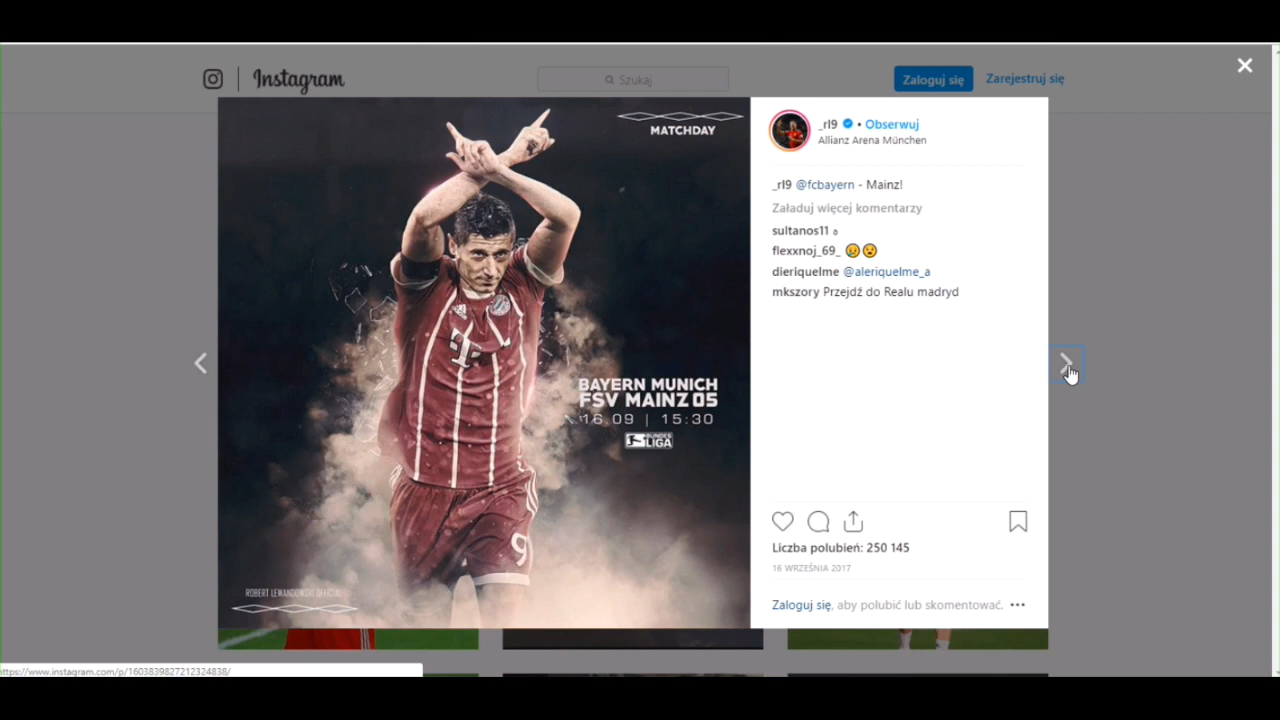 Instagram
Szukaj
Zaloguj się
Zarejestruj się
MATCHDAY
BAYERN MUNICH
FSV MAINZ 05
16.09 | 15:30
BUNDES
LIGA
9
ROBERT LEWANDOWSKI OFFICIAL
_rl9 • Obserwuj
Allianz Arena München
_rl9 @fcbayern - Mainz!
Załaduj więcej komentarzy
sultanos11
flexxnoj_69_
dieriquelme @aleriquelme_a
mkszory Przejdź do Realu madryd
Liczba polubień: 250 145
16 WRZEŚNIA 2017
Zaloguj się, aby polubić lub skomentować.
https://www.instagram.com/p/1603839827212324838/